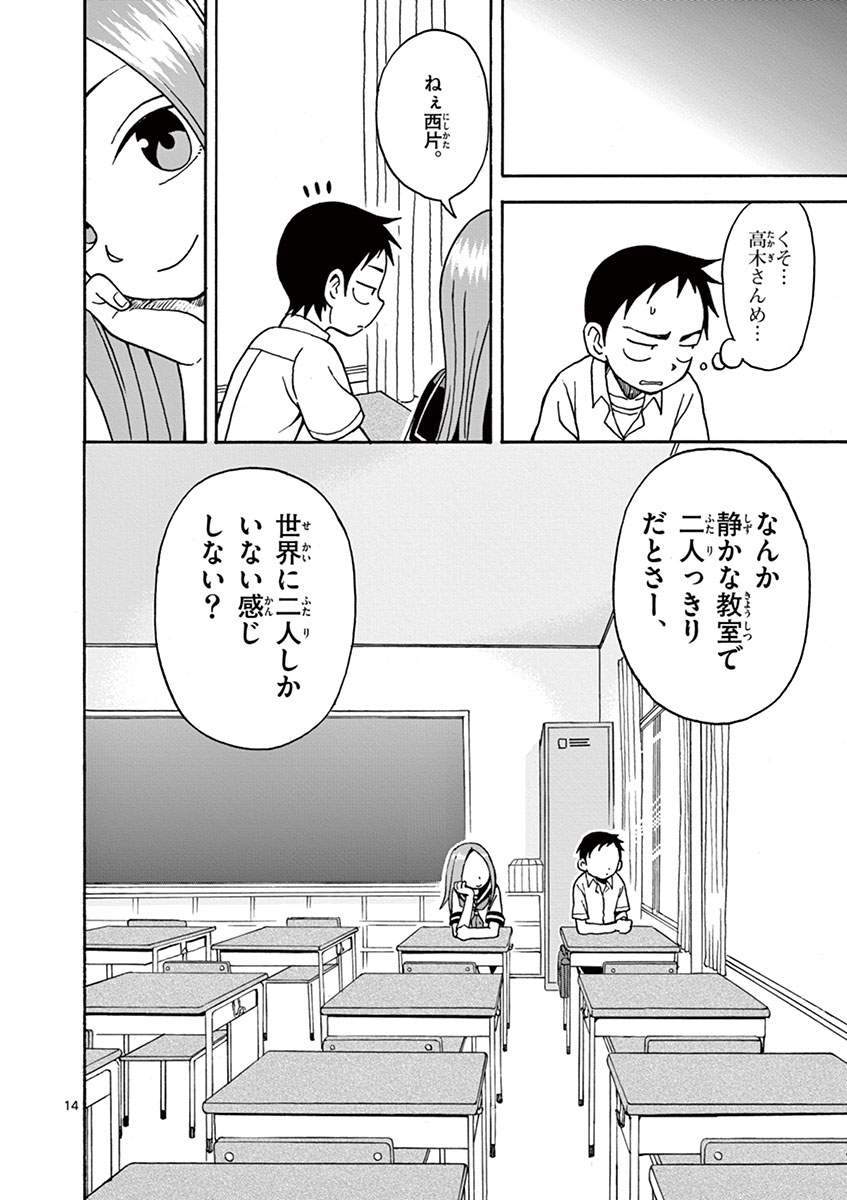 くそ…
高木さんめ…
ねぇ西片。
なんか
静かな教室で
二人っきり
だとさー、
世界に二人しか
いない感じ
しない？
14